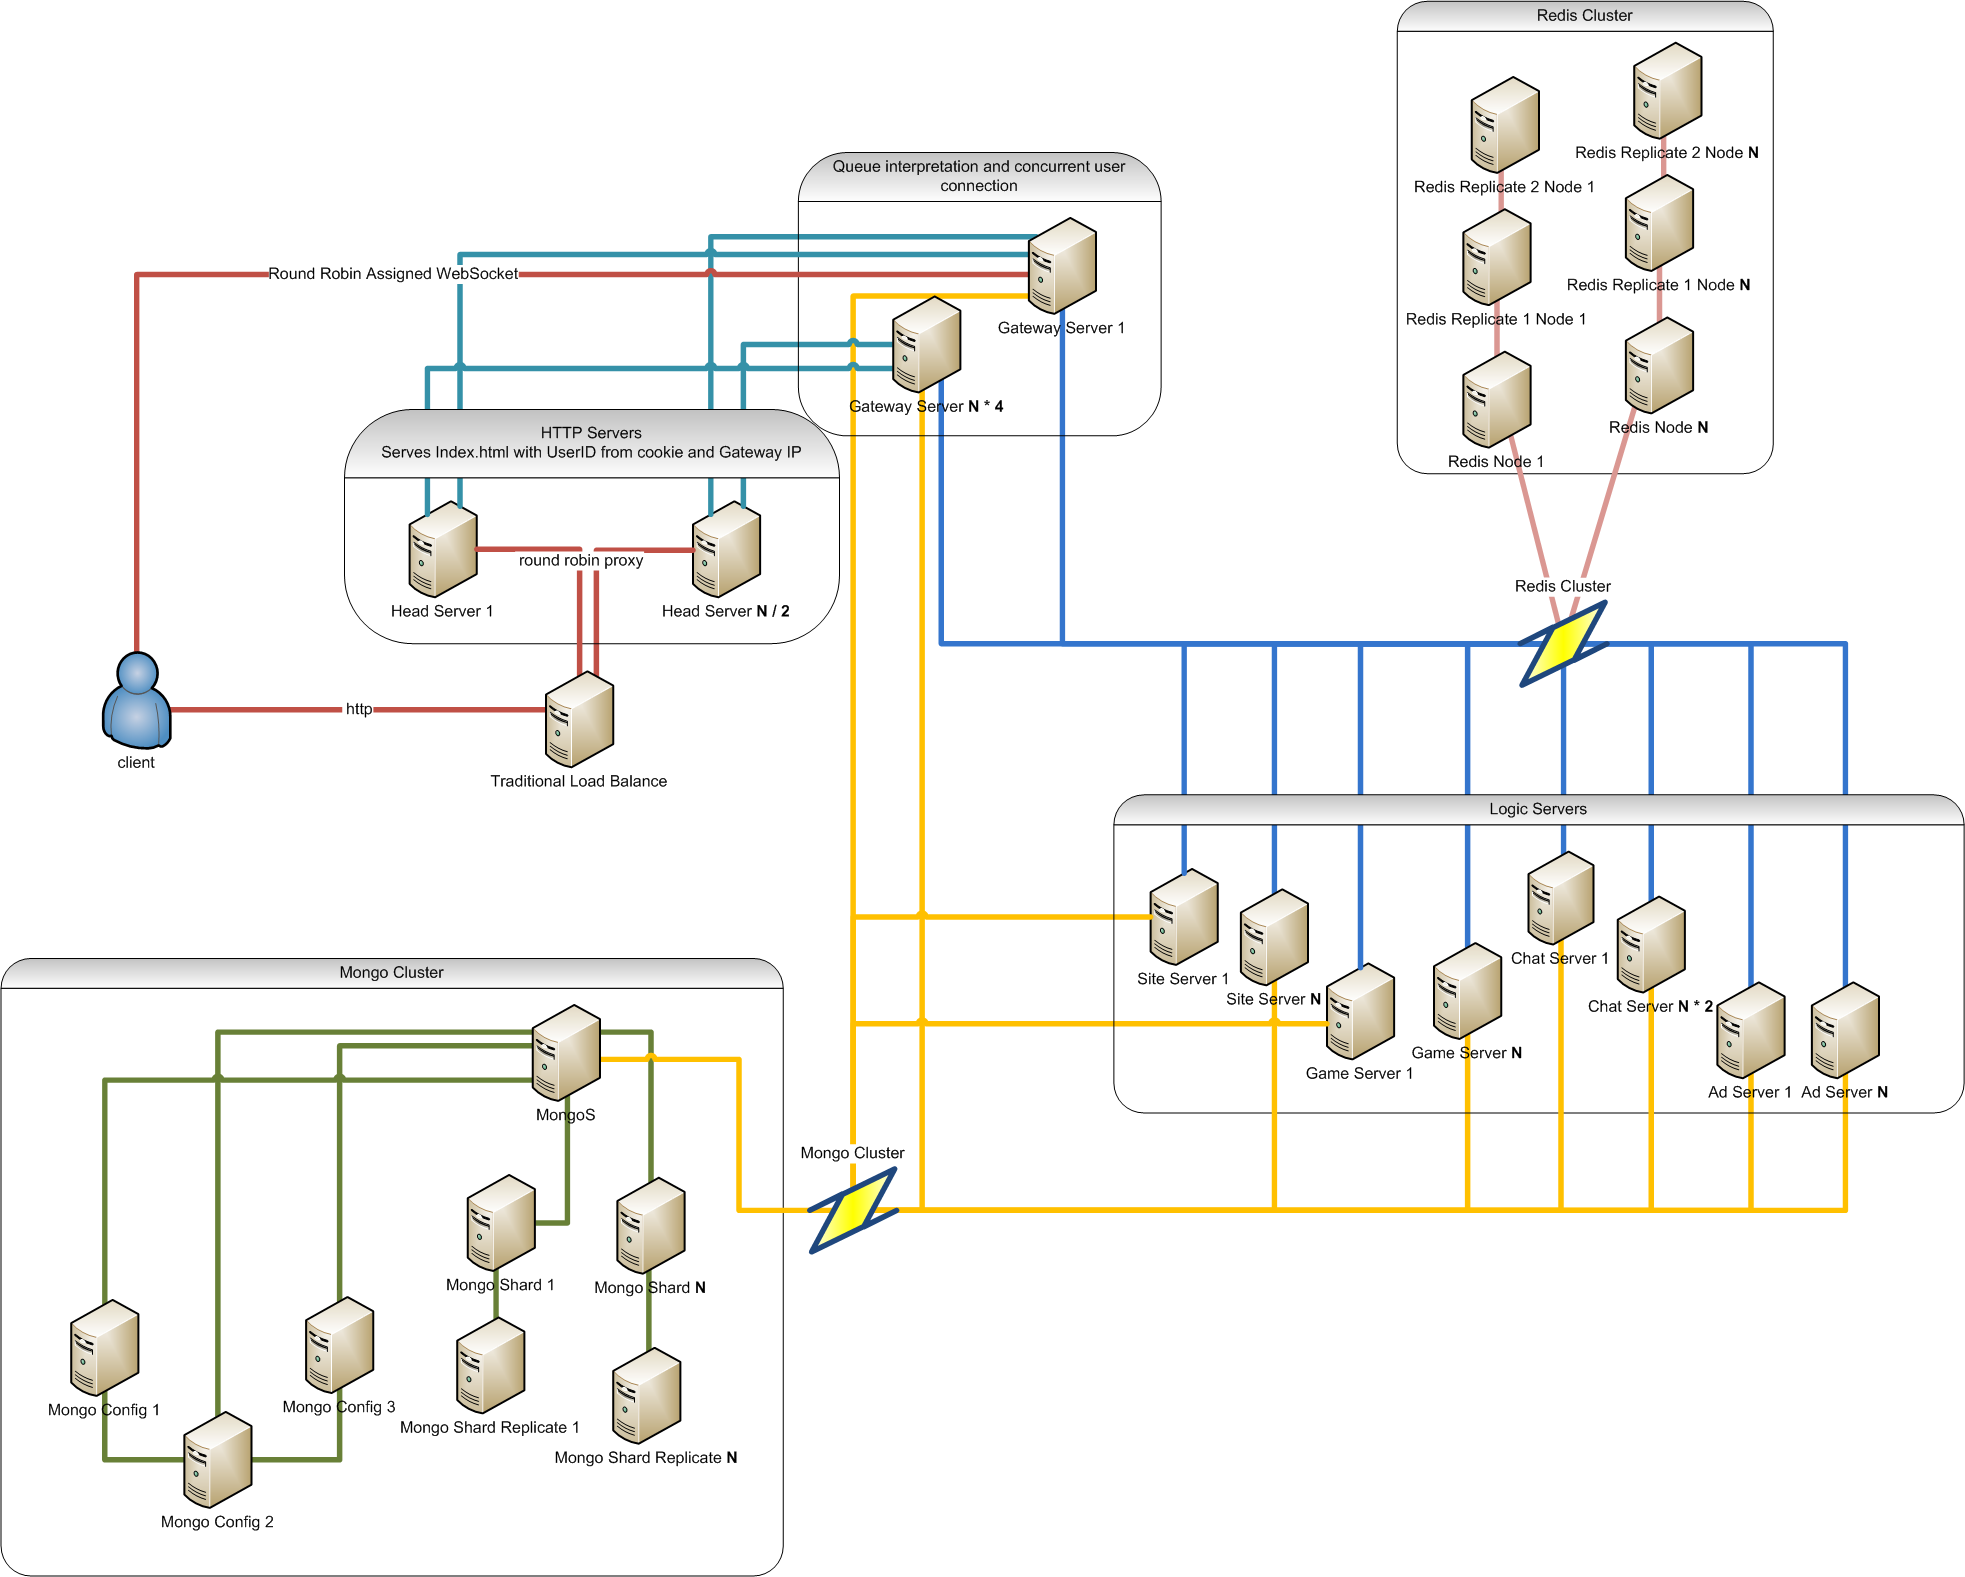 Redis Cluster
Redis Replicate 2 Node N
Redis Replicate 2 Node 1
Redis Replicate 1 Node N
Redis Replicate 1 Node 1
Redis Node N
Redis Node 1
Redis Cluster
Queue interpretation and concurrent user
connection
Round Robin Assigned WebSocket
Gateway Server 1
Gateway Server N * 4
HTTP Servers
Serves Index.html with UserID from cookie and Gateway IP
round robin proxy
Head Server 1
Head Server N / 2
http
client
Traditional Load Balance
Logic Servers
Site Server 1
Site Server N
Game Server 1
Game Server N
Chat Server 1
Chat Server N * 2
Ad Server 1
Ad Server N
Mongo Cluster
MongoS
Mongo Cluster
Mongo Shard 1
Mongo Shard N
Mongo Config 1
Mongo Config 3
Mongo Shard Replicate 1
Mongo Shard Replicate N
Mongo Config 2